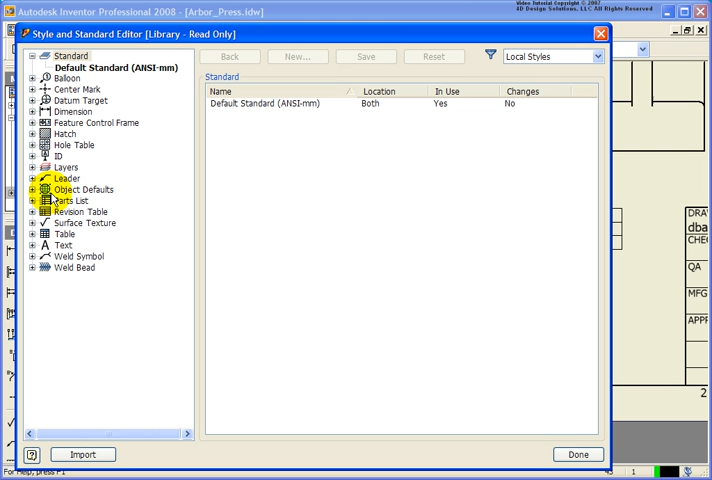 Autodesk Inventor Professional 2008 - [Arbor_Press.idw]
Video Tutorial Copyright © 2007
4D Design Solutions, LLC All Rights Reserved
Style and Standard Editor [Library - Read Only]
Back
New...
Save
Reset
Local Styles
Standard
Default Standard (ANSI-mm)
Balloon
Center Mark
Datum Target
Dimension
Feature Control Frame
Hatch
Hole Table
ID
Layers
Leader
Object Defaults
Parts List
Revision Table
Surface Texture
Table
Text
Weld Symbol
Weld Bead
Standard
Name Location In Use Changes
Default Standard (ANSI-mm) Both Yes No
DRA
dba
CHE
QA
MFG
APPR
2
Import
Done
For Help, press F1
1